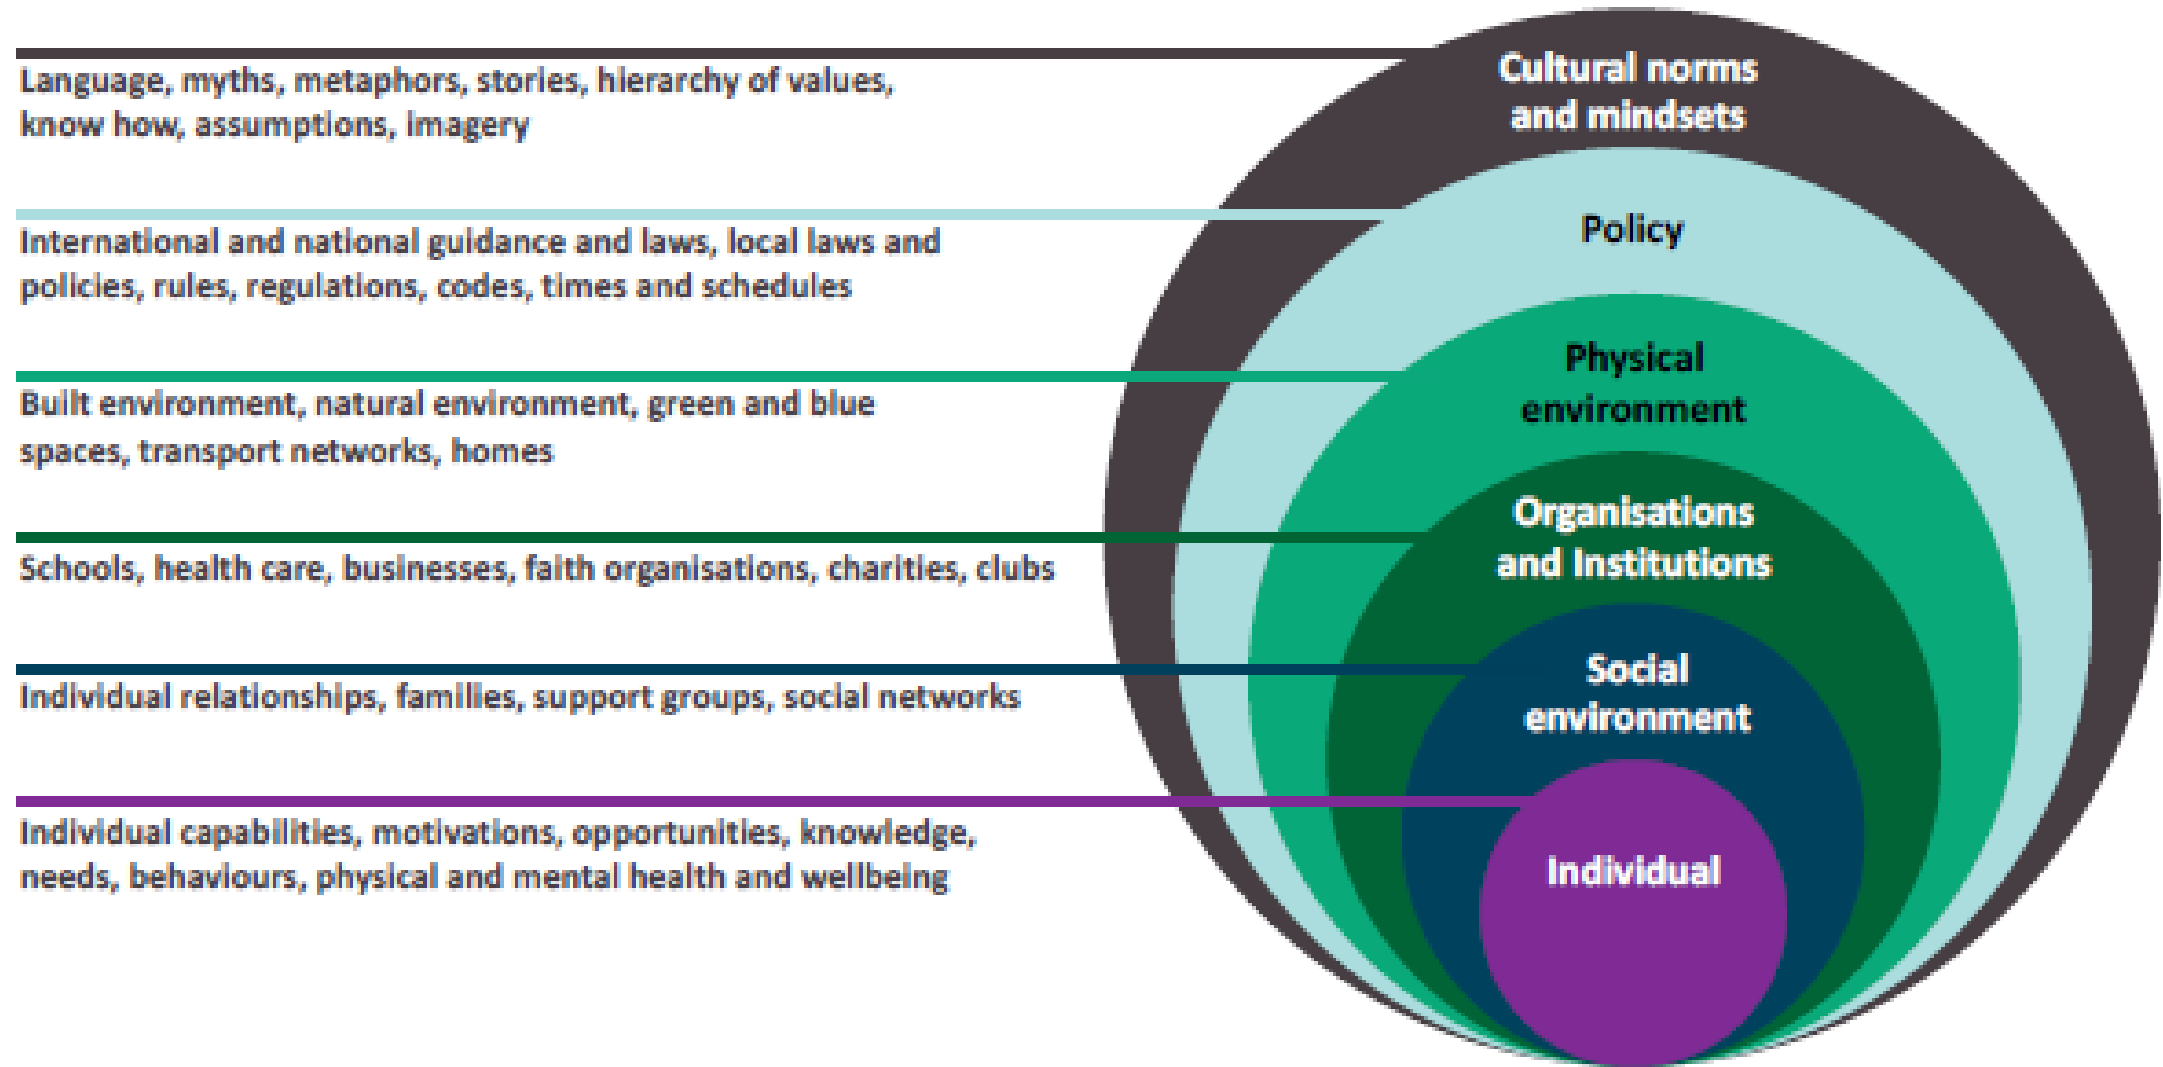 Language, myths, metaphors, stories, hierarchy of values,
know how, assumptions, imagery
Cultural norms
and mindsets
International and national guidance and laws, local laws and
policies, rules, regulations, codes, times and schedules
Policy
Built environment, natural environment, green and blue
spaces, transport networks, homes
Physical
environment
Schools, health care, businesses, faith organisations, charities, clubs
Organisations
and Institutions
Individual relationships, families, support groups, social networks
Social
environment
Individual capabilities, motivations, opportunities, knowledge,
needs, behaviours, physical and mental health and wellbeing
Individual